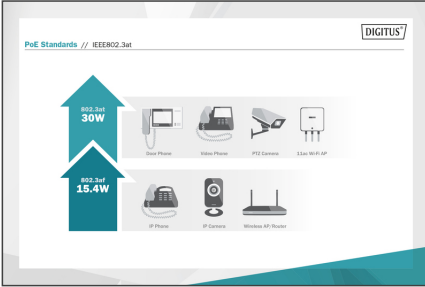 DIGITUS®
PoE Standards // IEEE802.3at
802.3at
30W
Door Phone
Video Phone
PTZ Camera
11ac Wi-Fi AP
802.3af
15.4W
IP Phone
IP Camera
Wireless AP/Router